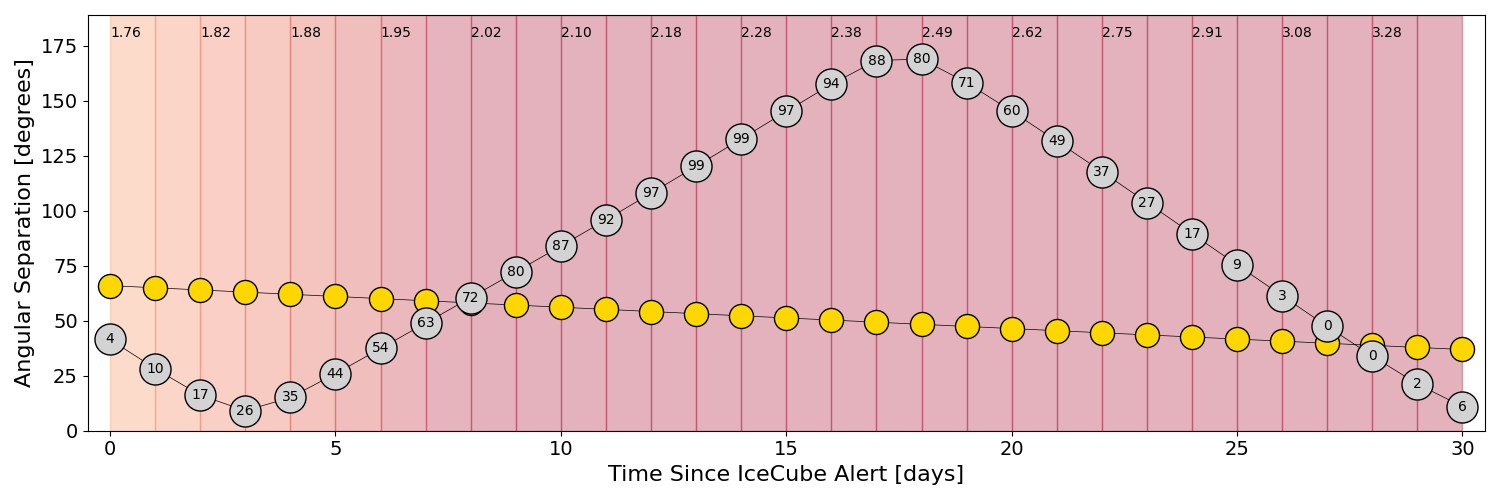 1.76 1.82 1.88 1.95 2.02 2.10 2.18 2.28 2.38 2.49 2.62 2.75 2.91 3.08 3.28
175
150
125
100
75
50
25
0
Angular Separation [degrees]
4 10 17 26 35 44 54 63 72 80 87 92 97 99 99 97 94 88 80 71 60 49 37 27 17 9 3 0 0 2 6
0 5 10 15 20 25 30
Time Since IceCube Alert [days]